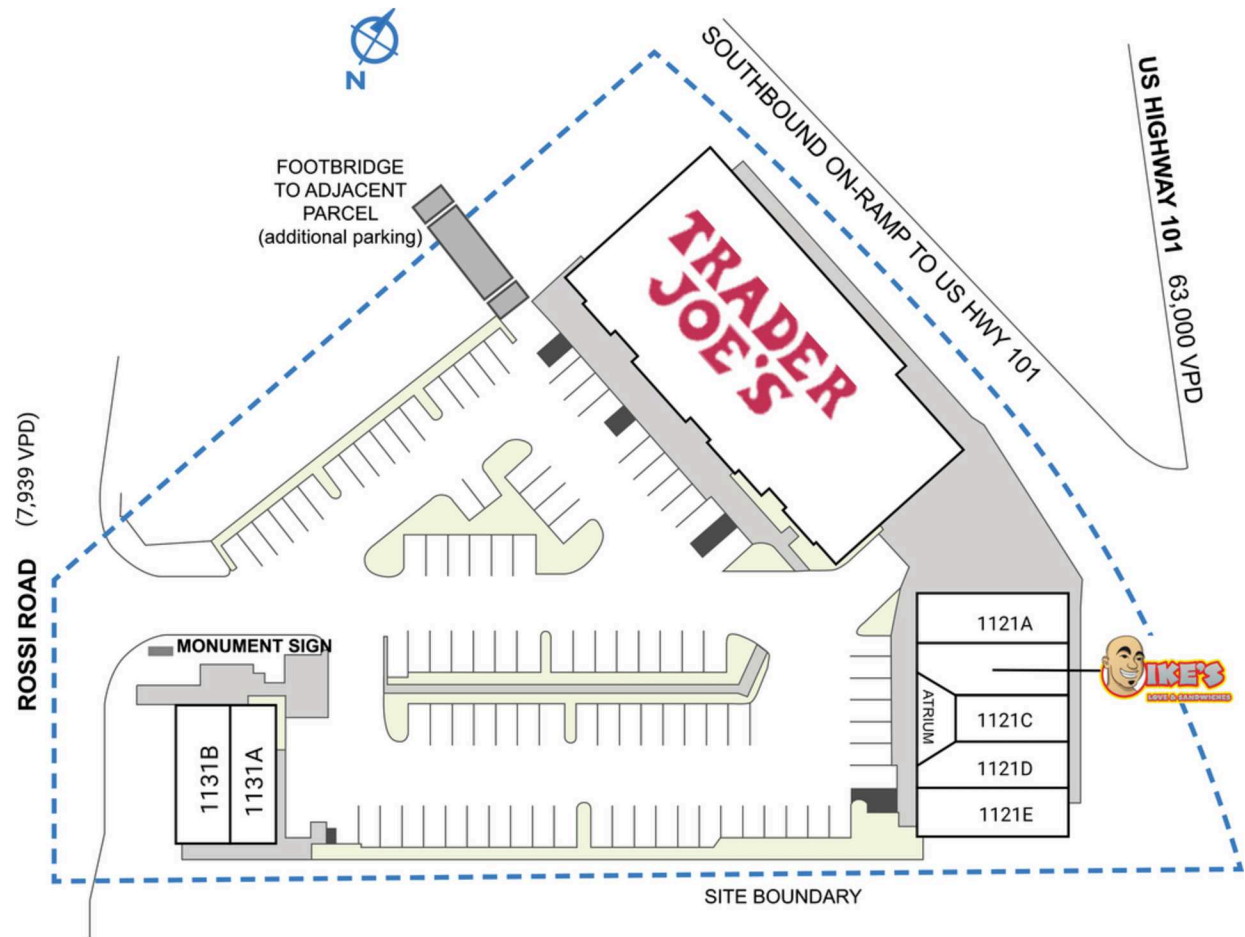 N
FOOTBRIDGE
TO ADJACENT
PARCEL
(additional parking)
SOUTHBOUND ON-RAMP TO US HWY 101
US HIGHWAY 101 63,000 VPD
TRADER
JOE'S
ROSSI ROAD (7,939 VPD)
MONUMENT SIGN
1131B
1131A
1121A
IKE'S
LOVE & SANDWICHES
ATRIUM
1121C
1121D
1121E
SITE BOUNDARY